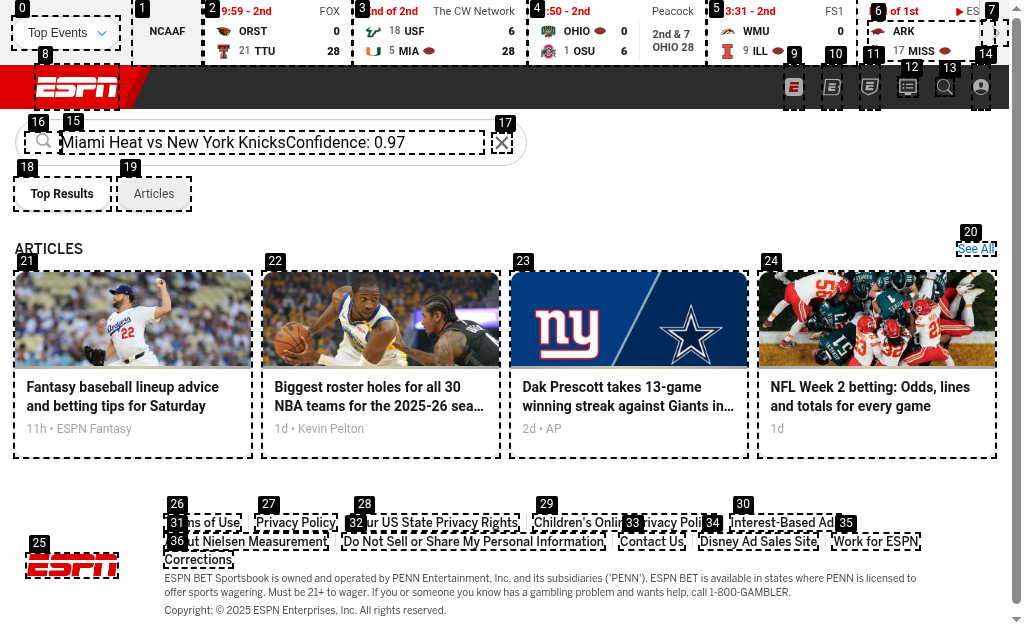 Top Events
NCAAF
9:59 - 2nd FOX
ORST 0
21 TTU 28
nd of 2nd The CW Network
18 USF 6
5 MIA 28
:50 - 2nd Peacock
OHIO 0
1 OSU 6
2nd & 7
OHIO 28
3:31 - 2nd FS1
WMU 0
9 ILL
of 1st ES
ARK
17 MISS
0
1
2
3
4
5
6
7
8
9
10
11
12
13
14
ESPN
16
15
17
Miami Heat vs New York KnicksConfidence: 0.97
18
19
Top Results
Articles
20
ARTICLES
See All
21
22
23
24
Dodgers
22
ny
Fantasy baseball lineup advice
and betting tips for Saturday
11h • ESPN Fantasy
Biggest roster holes for all 30
NBA teams for the 2025-26 sea...
1d • Kevin Pelton
Dak Prescott takes 13-game
winning streak against Giants in...
2d • AP
NFL Week 2 betting: Odds, lines
and totals for every game
1d
26
27
28
29
30
ms of Use
Privacy Policy
ur US State Privacy Rights
Children's Onlin
rivacy Poli
Interest-Based Ad
31
32
33
34
35
ut Nielsen Measurement
Do Not Sell or Share My Personal Information
Contact Us
Disney Ad Sales Site
Work for ESPN
36
25
Corrections
ESPN
ESPN BET Sportsbook is owned and operated by PENN Entertainment, Inc. and its subsidiaries ('PENN'). ESPN BET is available in states where PENN is licensed to
offer sports wagering. Must be 21+ to wager. If you or someone you know has a gambling problem and wants help, call 1-800-GAMBLER.
Copyright: © 2025 ESPN Enterprises, Inc. All rights reserved.